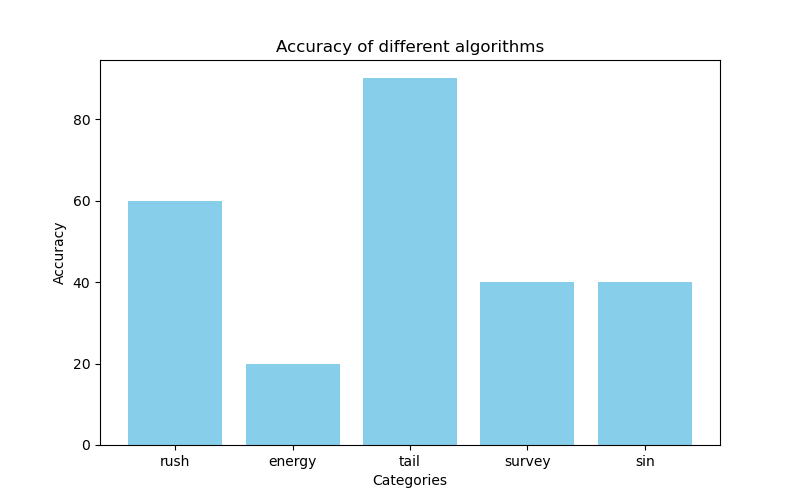 Accuracy of different algorithms
Accuracy
80
60
40
20
0
rush energy tail survey sin
Categories